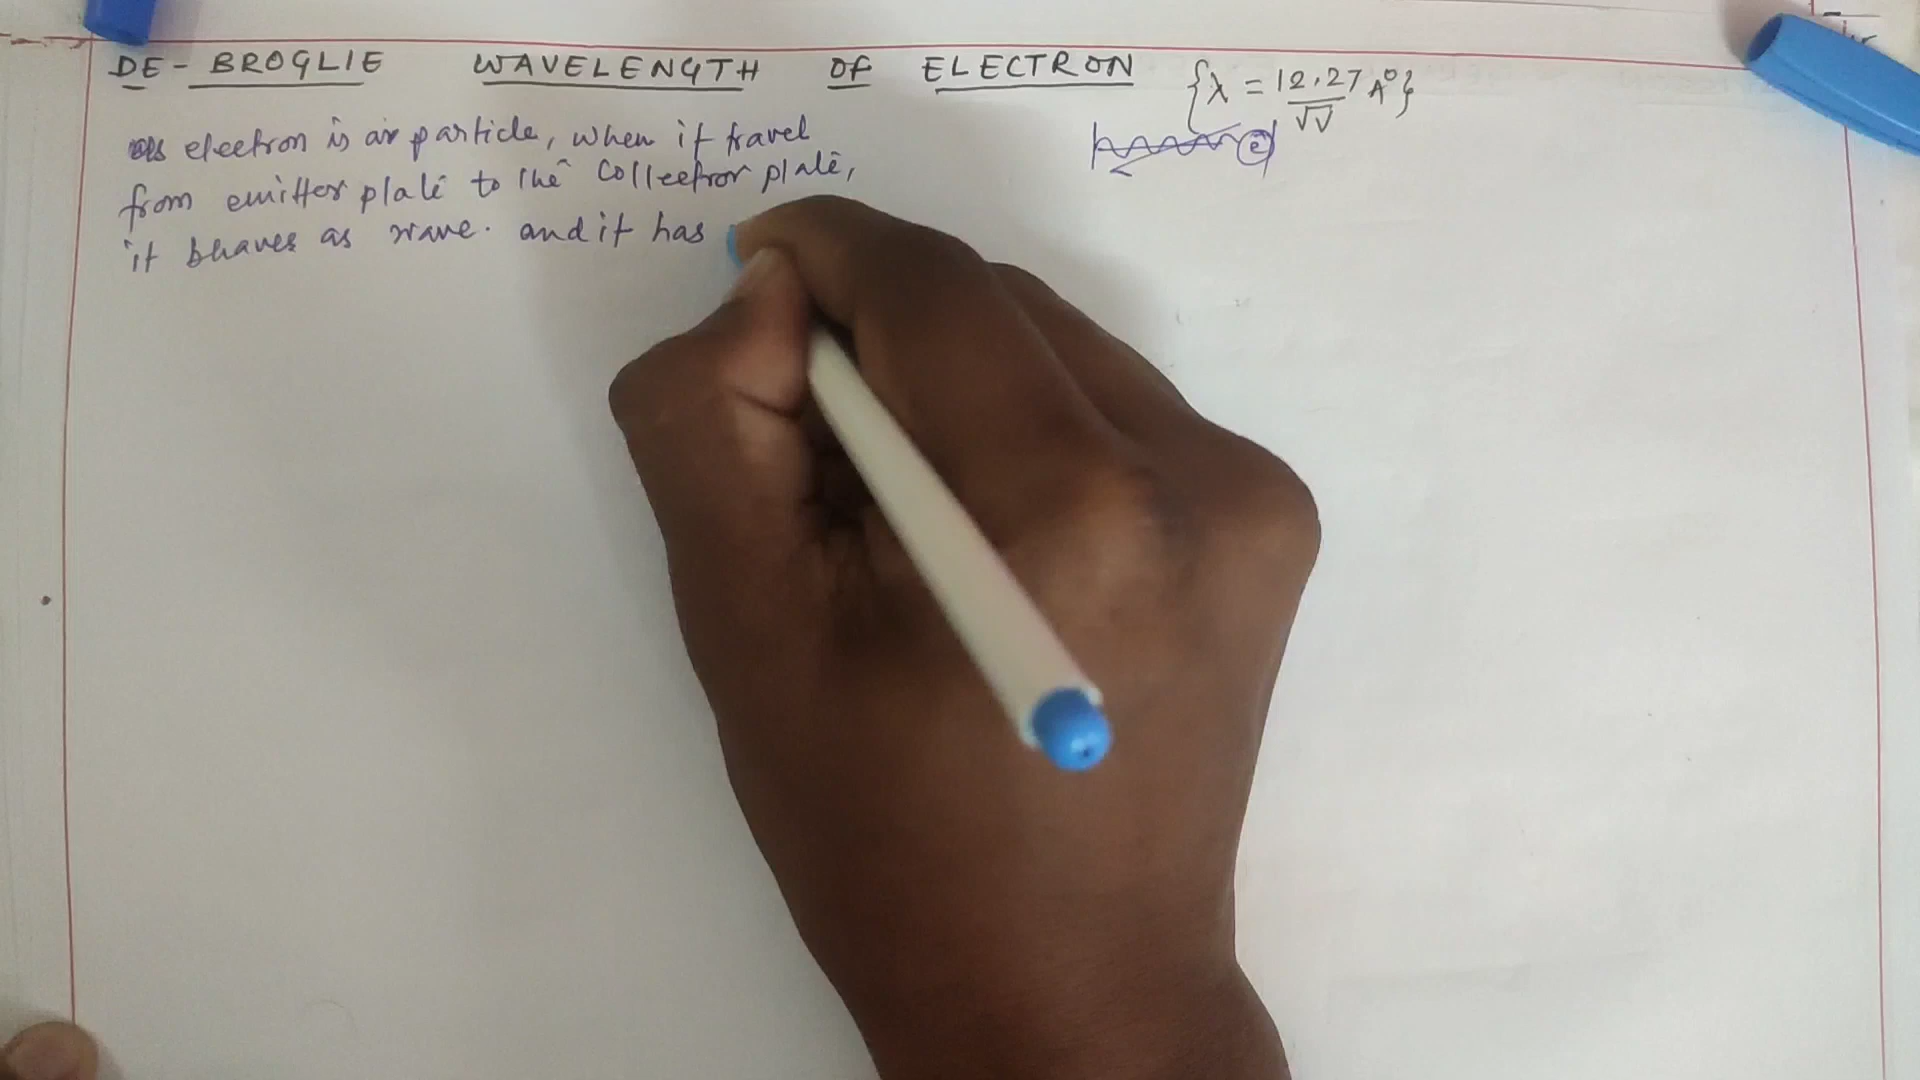 DE-BROGLIE WAVELENGTH OF ELECTRON {λ = 12.27/√V A°}
electron is a particle, when it travel
from emitter plate to the collector plate,
it bhaves as wave. and it has
e